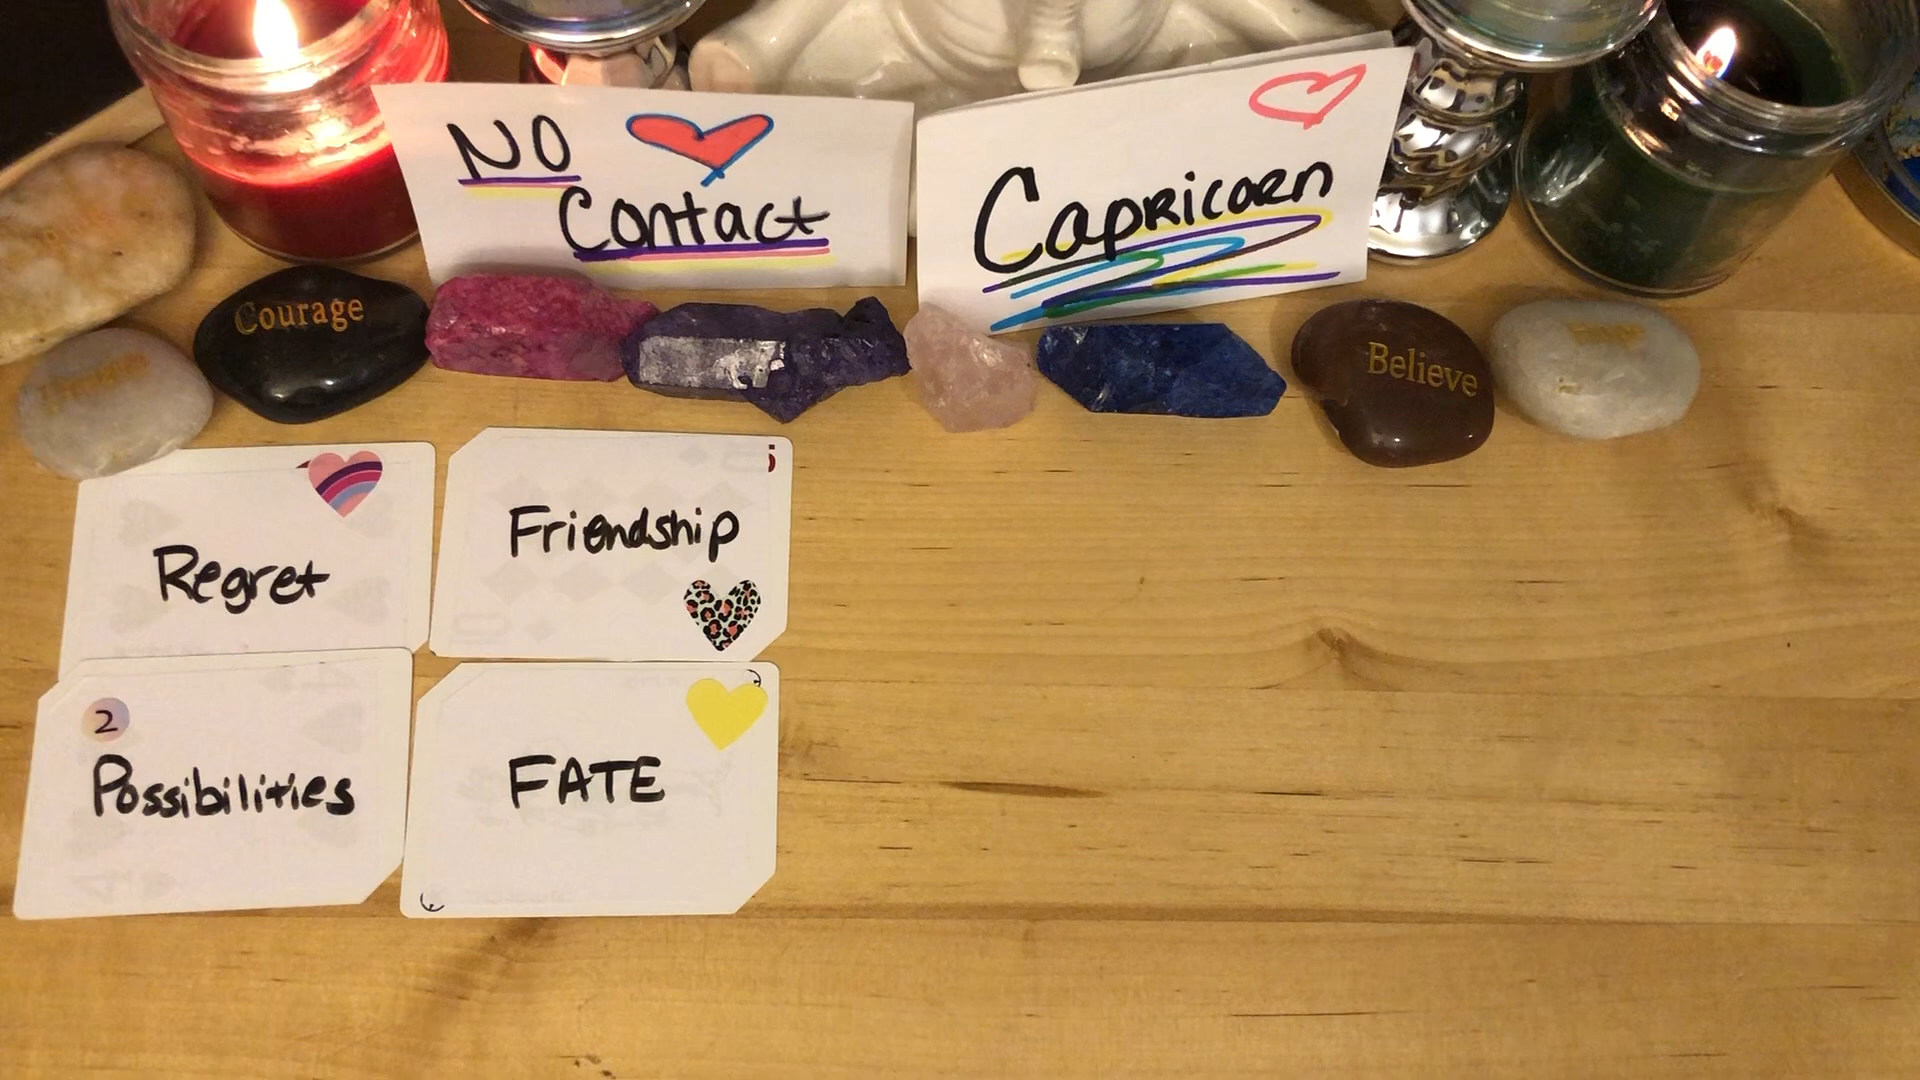 NO
Contact
Capricorn
Courage
Believe
Regret
Friendship
2
Possibilities
FATE